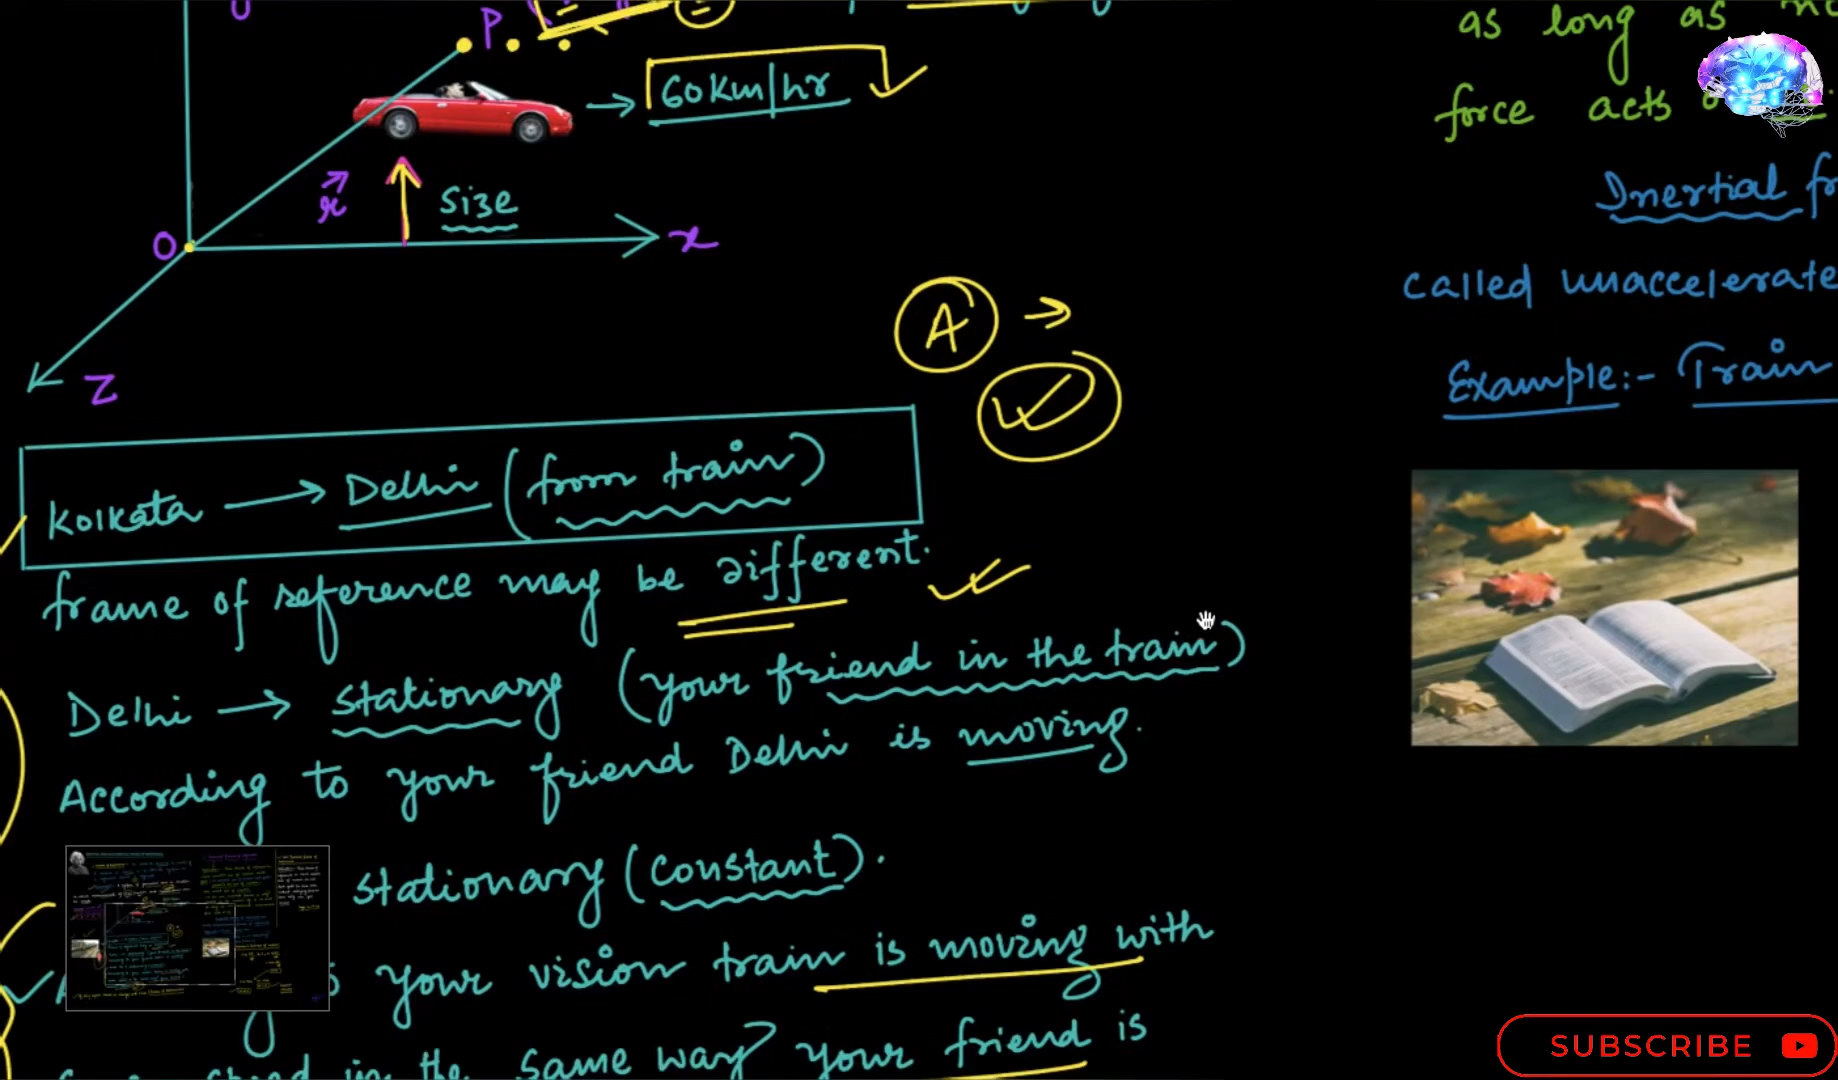 P
60Km/hr
r
Size
O
x
Z
A
Kolkata → Delhi (from train)
frame of reference may be different.
Delhi → stationary (your friend in the train)
According to your friend Delhi is moving.
stationary (Constant).
your vision train is moving with
in the same way your friend is
as long as
force acts
Inertial
called unaccelerate
Example:- Train
SUBSCRIBE